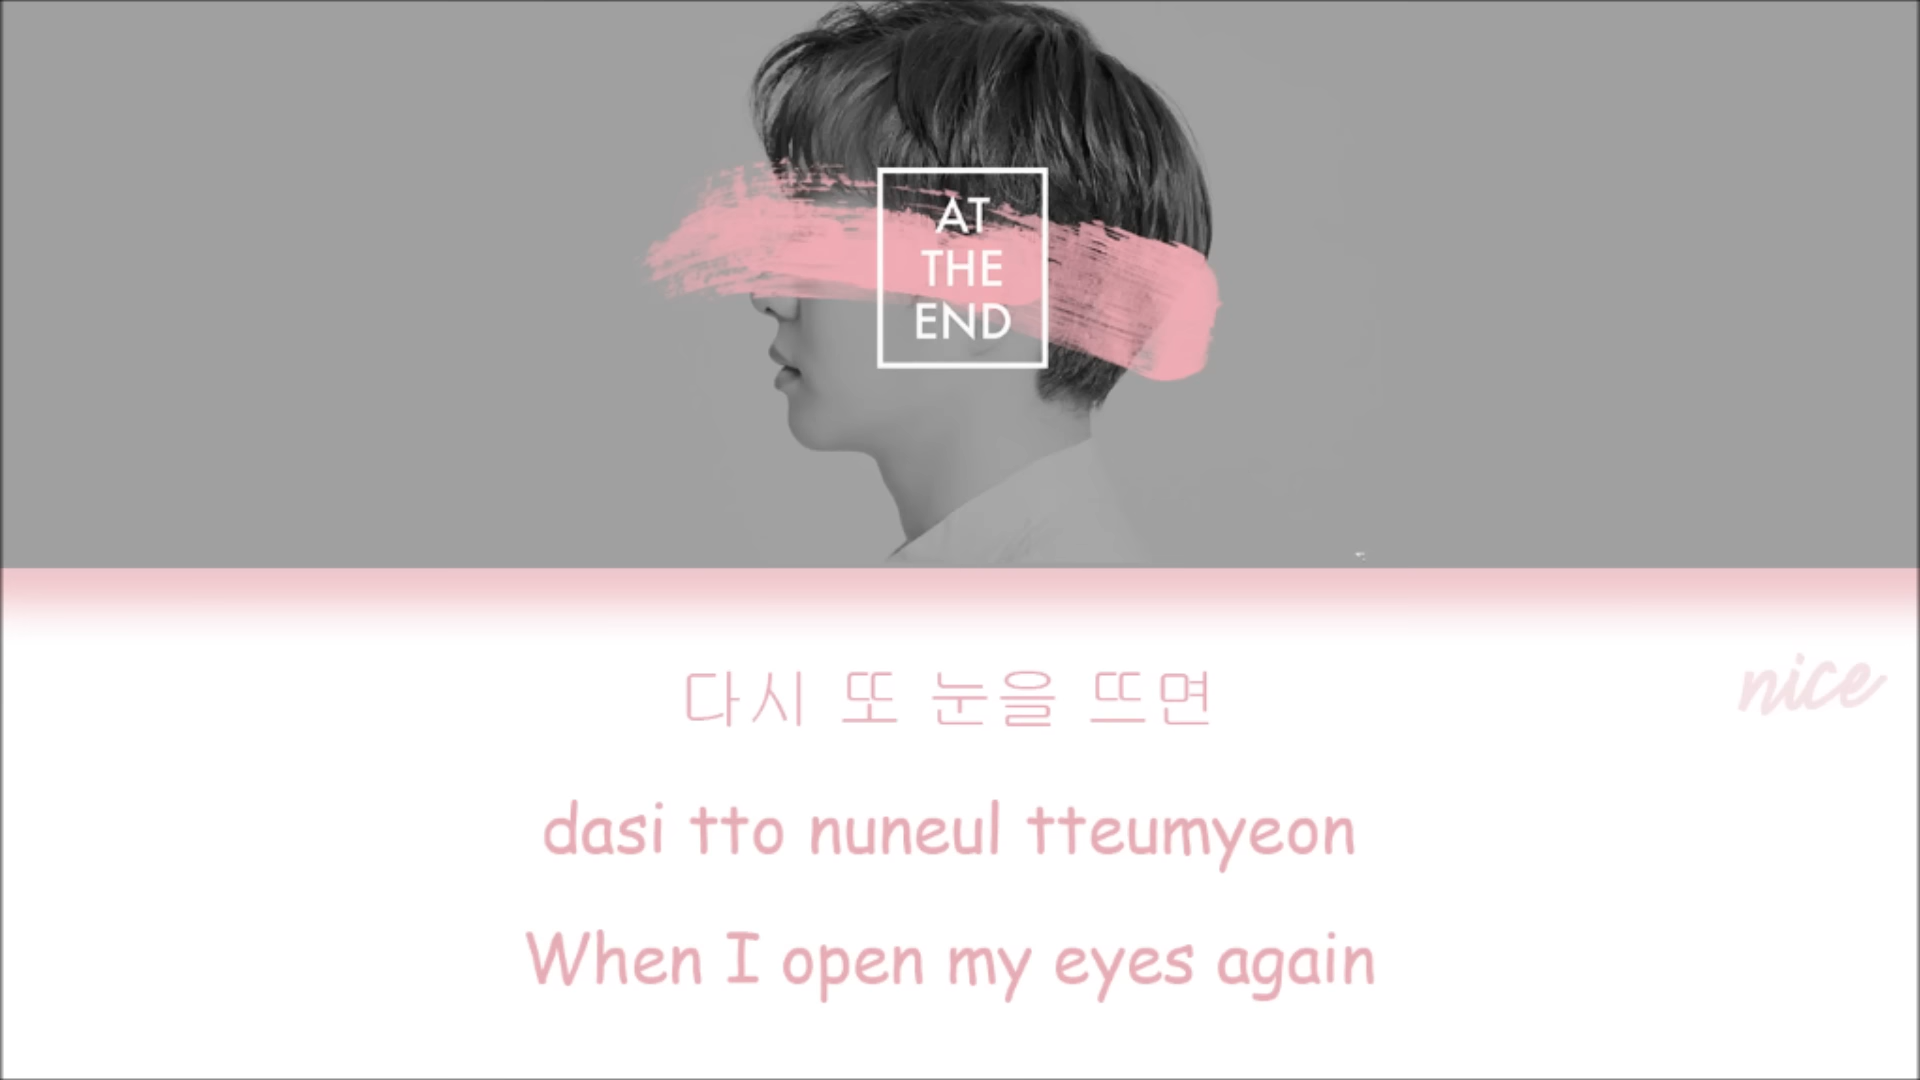 AT
THE
END
다시 또 눈을 뜨면
nice
dasi tto nuneul tteumyeon
When I open my eyes again